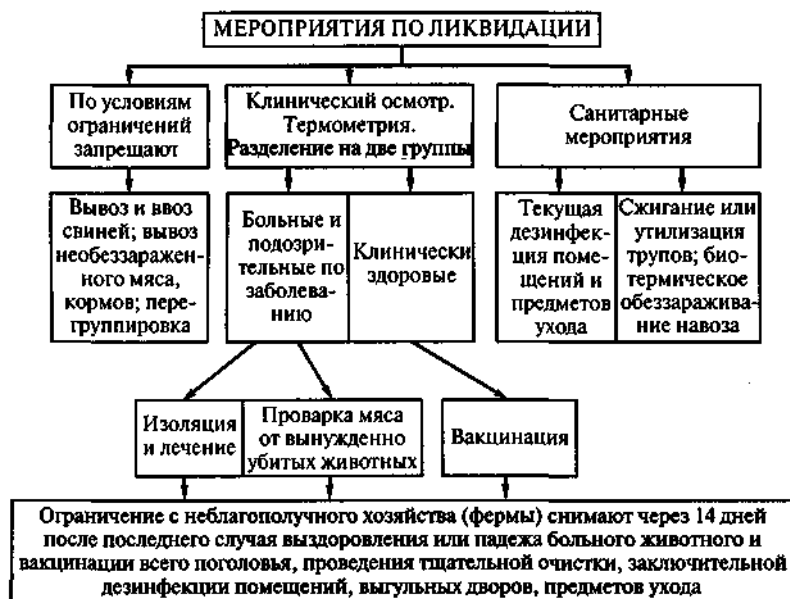 МЕРОПРИЯТИЯ ПО ЛИКВИДАЦИИ
По условиям
ограничений
запрещают
Клинический осмотр.
Термометрия.
Разделение на две группы
Санитарные
мероприятия
Вывоз и ввоз
свиней; вывоз
необеззаражен-
ного мяса,
кормов; пере-
группировка
Больные и
подозри-
тельные по
заболева-
нию
Клинически
здоровые
Текущая
дезинфек-
ция поме-
щений и
предметов
ухода
Сжигание или
утилизация
трупов; био-
термическое
обеззаражива-
ние навоза
Изоляция
и лечение
Проварка мяса
от вынужденно
убитых животных
Вакцинация
Ограничение с неблагополучного хозяйства (фермы) снимают через 14 дней
после последнего случая выздоровления или падежа больного животного и
вакцинации всего поголовья, проведения тщательной очистки, заключительной
дезинфекции помещений, выгульных дворов, предметов ухода